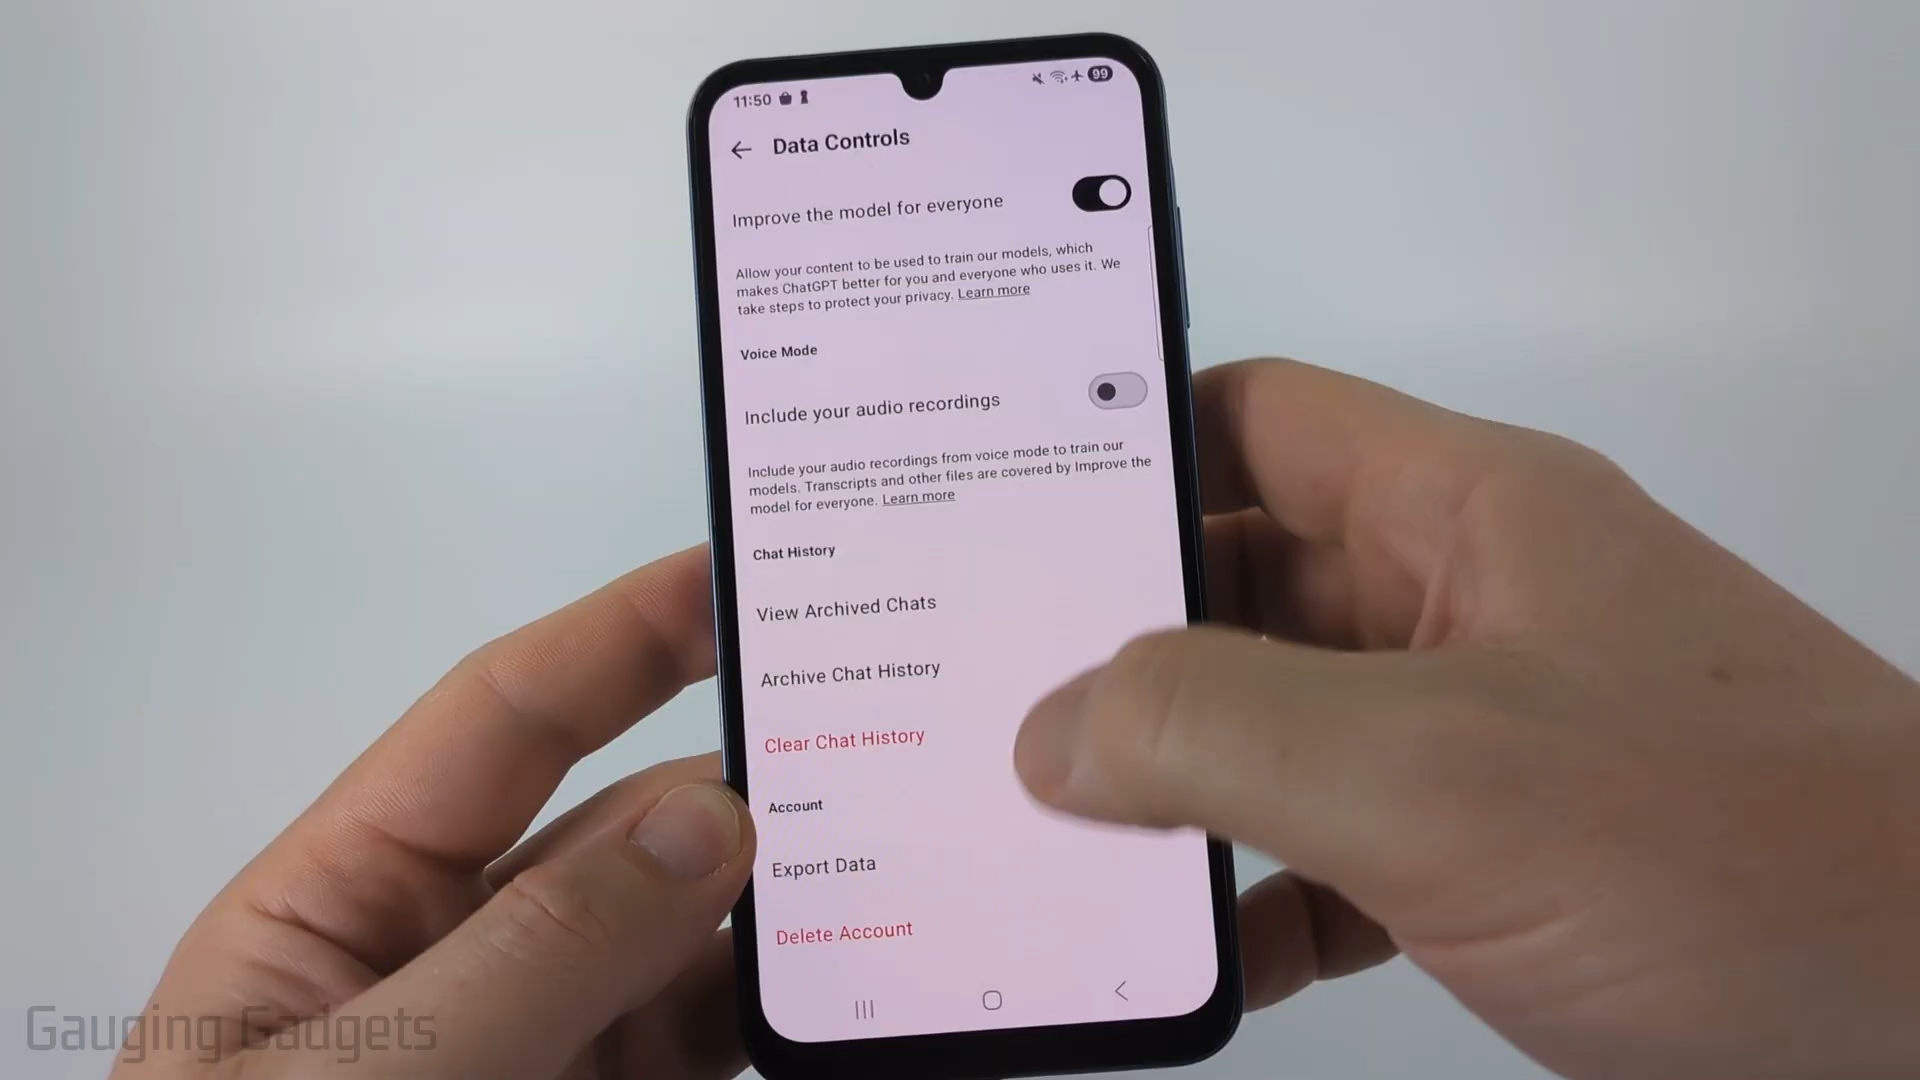 11:50
99
Data Controls
Improve the model for everyone
Allow your content to be used to train our models, which
makes ChatGPT better for you and everyone who uses it. We
take steps to protect your privacy. Learn more
Voice Mode
Include your audio recordings
Include your audio recordings from voice mode to train our
models. Transcripts and other files are covered by Improve the
model for everyone. Learn more
Chat History
View Archived Chats
Archive Chat History
Clear Chat History
Account
Export Data
Delete Account
Gauging Gadgets